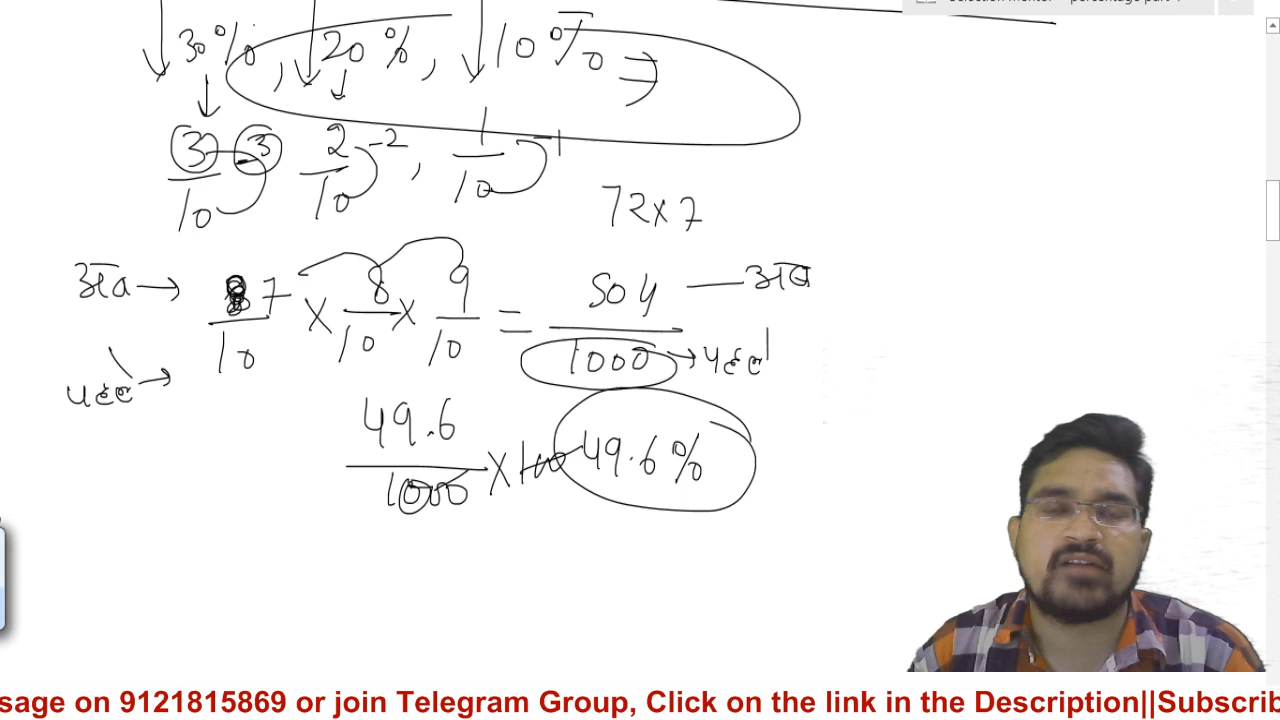 30%, 20%, 10% ⇒
3/10 -3 2/10 -2, 1/10 -1
72×7
अब → 7/10 × 8/10 × 9/10 = 504/1000 — अब
पहले → → पहले
49.6/1000 × 100 49.6%
sage on 9121815869 or join Telegram Group, Click on the link in the Description||Subscrib